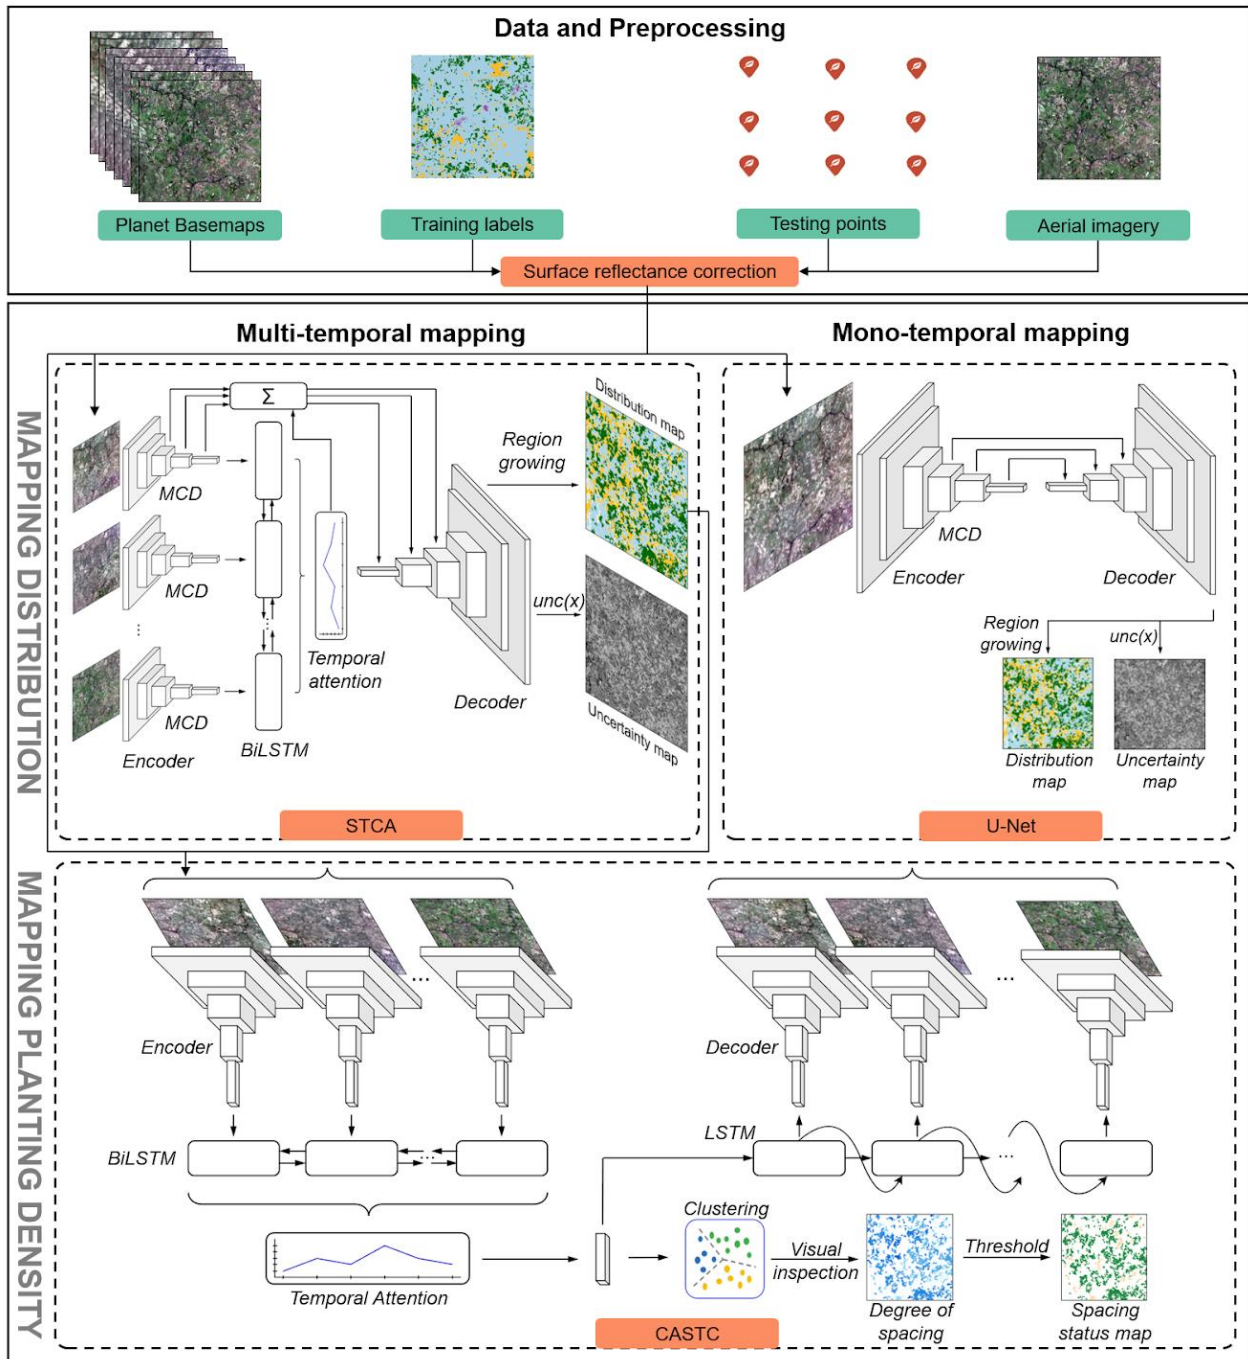 Data and Preprocessing
Planet Basemaps
Training labels
Testing points
Aerial imagery
Surface reflectance correction
MAPPING DISTRIBUTION
Multi-temporal mapping
Mono-temporal mapping
Σ
MCD
MCD
⋮
MCD
Encoder
BiLSTM
Temporal
attention
Decoder
Region
growing
unc(x)
Distribution map
Uncertainty map
STCA
MCD
Encoder
Decoder
Region
growing
unc(x)
Distribution
map
Uncertainty
map
U-Net
MAPPING PLANTING DENSITY
...
...
Encoder
Decoder
BiLSTM
...
LSTM
...
Temporal Attention
Clustering
Visual
inspection
Degree of
spacing
Threshold
Spacing
status map
CASTC